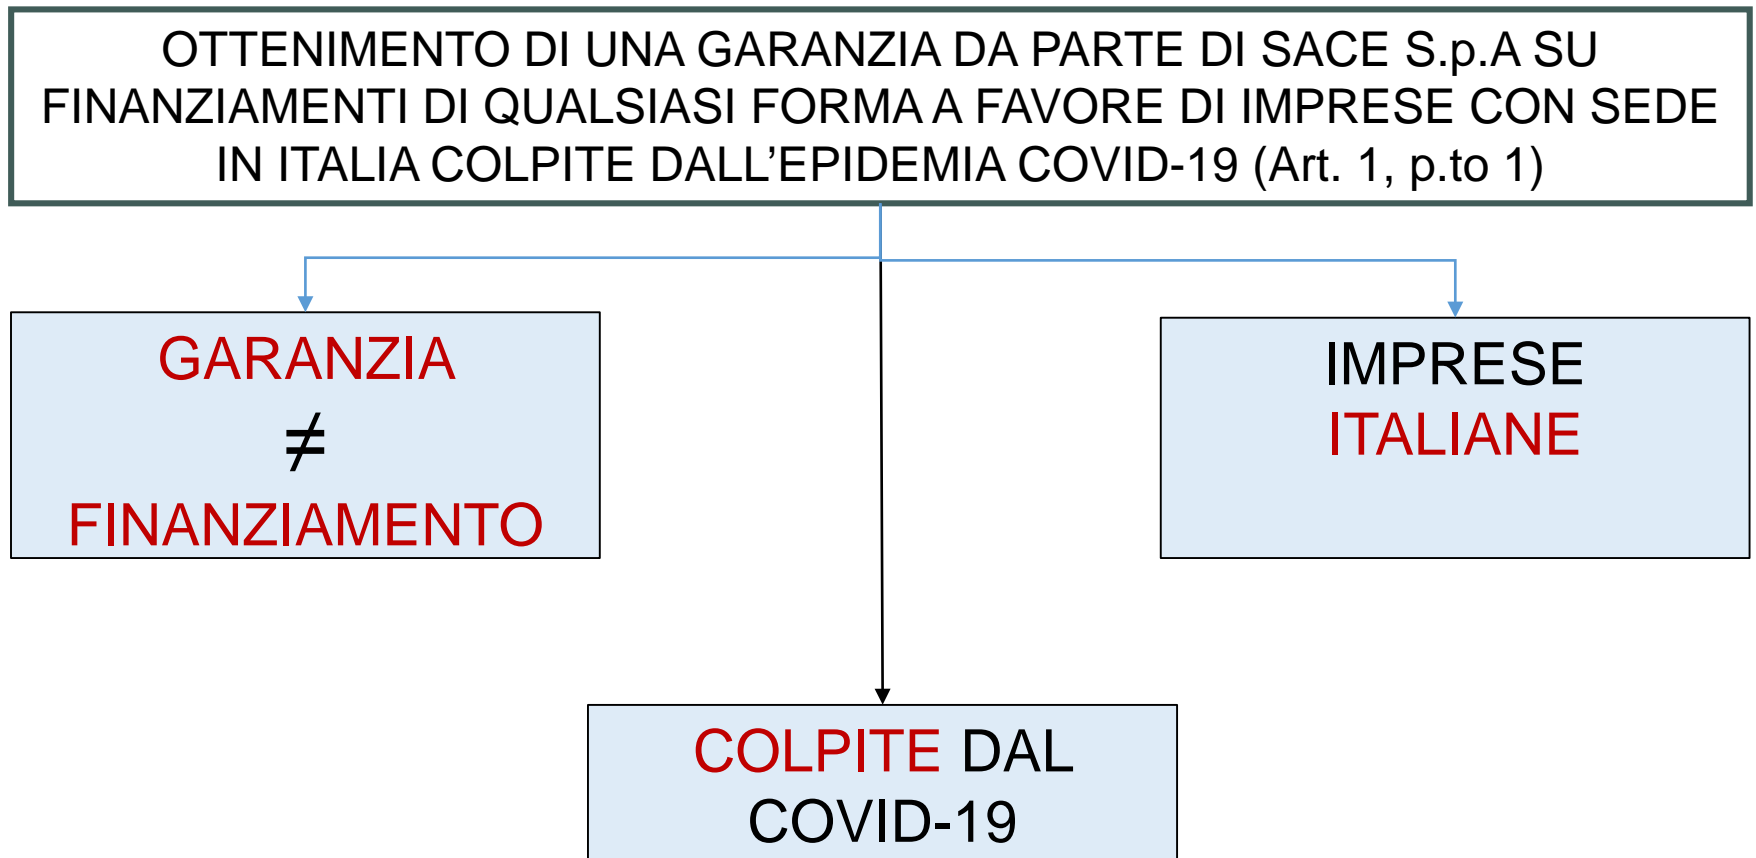 OTTENIMENTO DI UNA GARANZIA DA PARTE DI SACE S.p.A SU
FINANZIAMENTI DI QUALSIASI FORMA A FAVORE DI IMPRESE CON SEDE
IN ITALIA COLPITE DALL’EPIDEMIA COVID-19 (Art. 1, p.to 1)
GARANZIA
≠
FINANZIAMENTO
IMPRESE
ITALIANE
COLPITE DAL
COVID-19